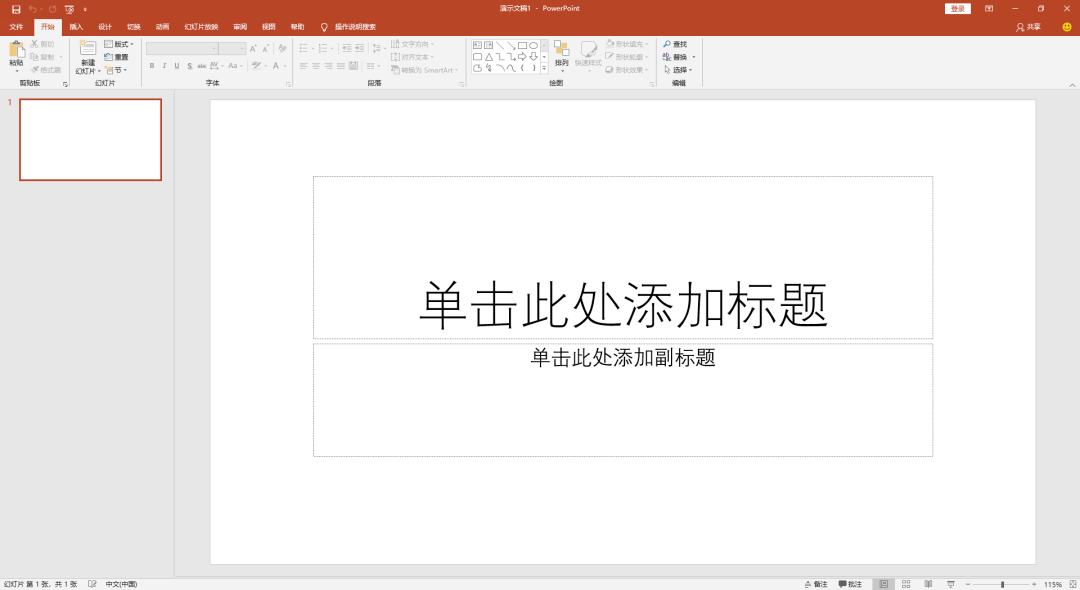 演示文稿1 - PowerPoint
登录
文件 开始 插入 设计 切换 动画 幻灯片放映 审阅 视图 帮助 操作说明搜索
共享
粘贴
剪切
复制
格式刷
剪贴板
新建
幻灯片
版式
重置
节
幻灯片
B I U S abc AV Aa A
字体
文字方向
对齐文本
转换为 SmartArt
段落
排列
快速样式
形状填充
形状轮廓
形状效果
绘图
查找
替换
选择
编辑
1
单击此处添加标题
单击此处添加副标题
幻灯片 第 1 张，共 1 张 中文(中国)
备注 批注 115%